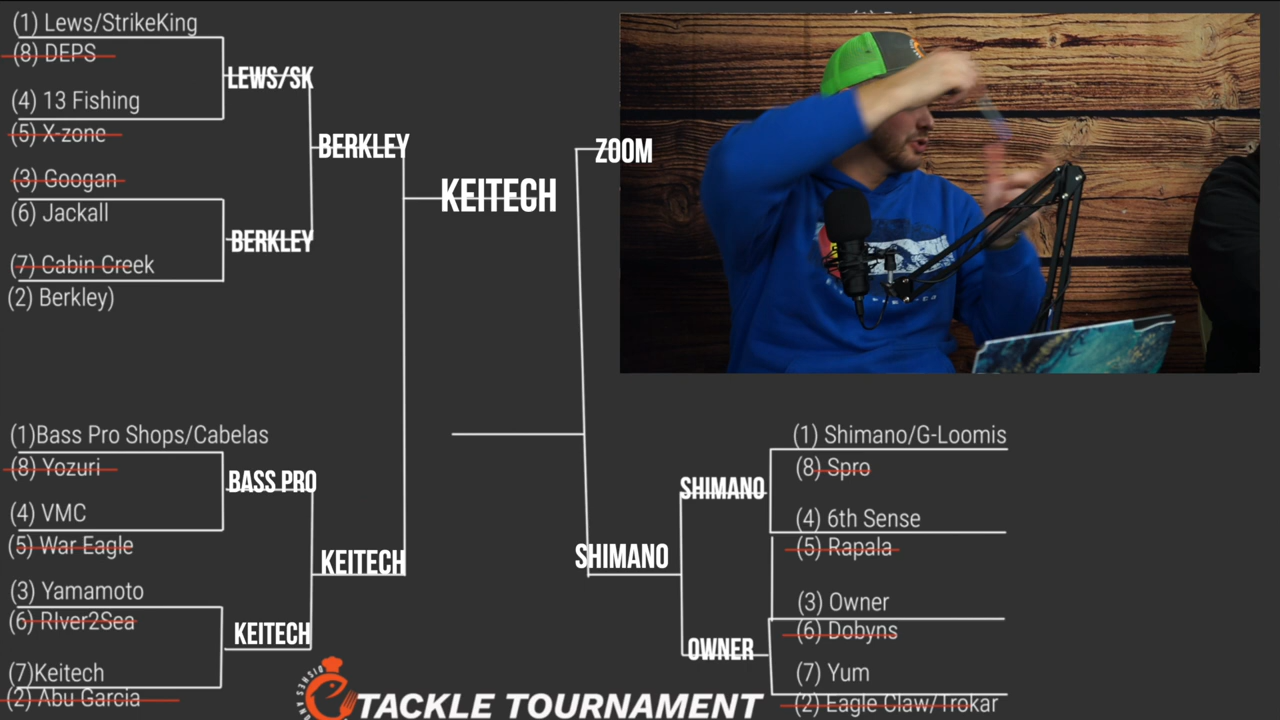 (1) Lews/StrikeKing
(8) DEPS
LEWS/SK
(4) 13 Fishing
(5) X-zone
BERKLEY
(3) Googan
(6) Jackall
BERKLEY
(7) Cabin Creek
(2) Berkley)
KEITECH
ZOOM
(1)Bass Pro Shops/Cabelas
(8) Yozuri
BASS PRO
(4) VMC
(5) War Eagle
KEITECH
(3) Yamamoto
(6) RIver2Sea
KEITECH
(7)Keitech
(2) Abu Garcia
(1) Shimano/G-Loomis
(8) Spro
SHIMANO
(4) 6th Sense
(5) Rapala
SHIMANO
(3) Owner
(6) Dobyns
OWNER
(7) Yum
(2) Eagle Claw/Trokar
TACKLE TOURNAMENT